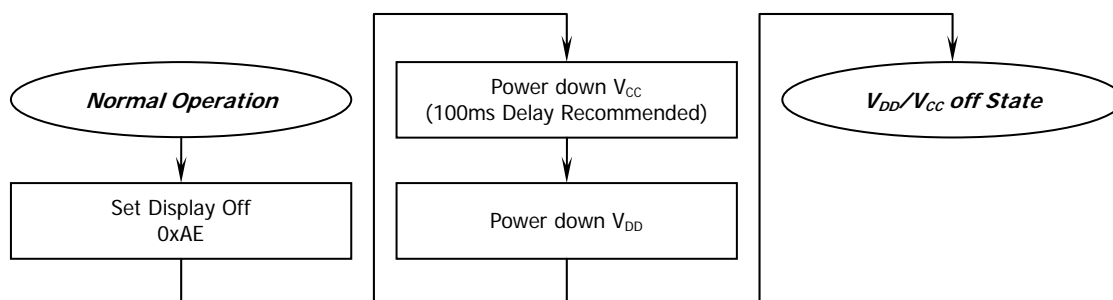 Normal Operation
Set Display Off
0xAE
Power down VCC
(100ms Delay Recommended)
Power down VDD
VDD/VCC off State